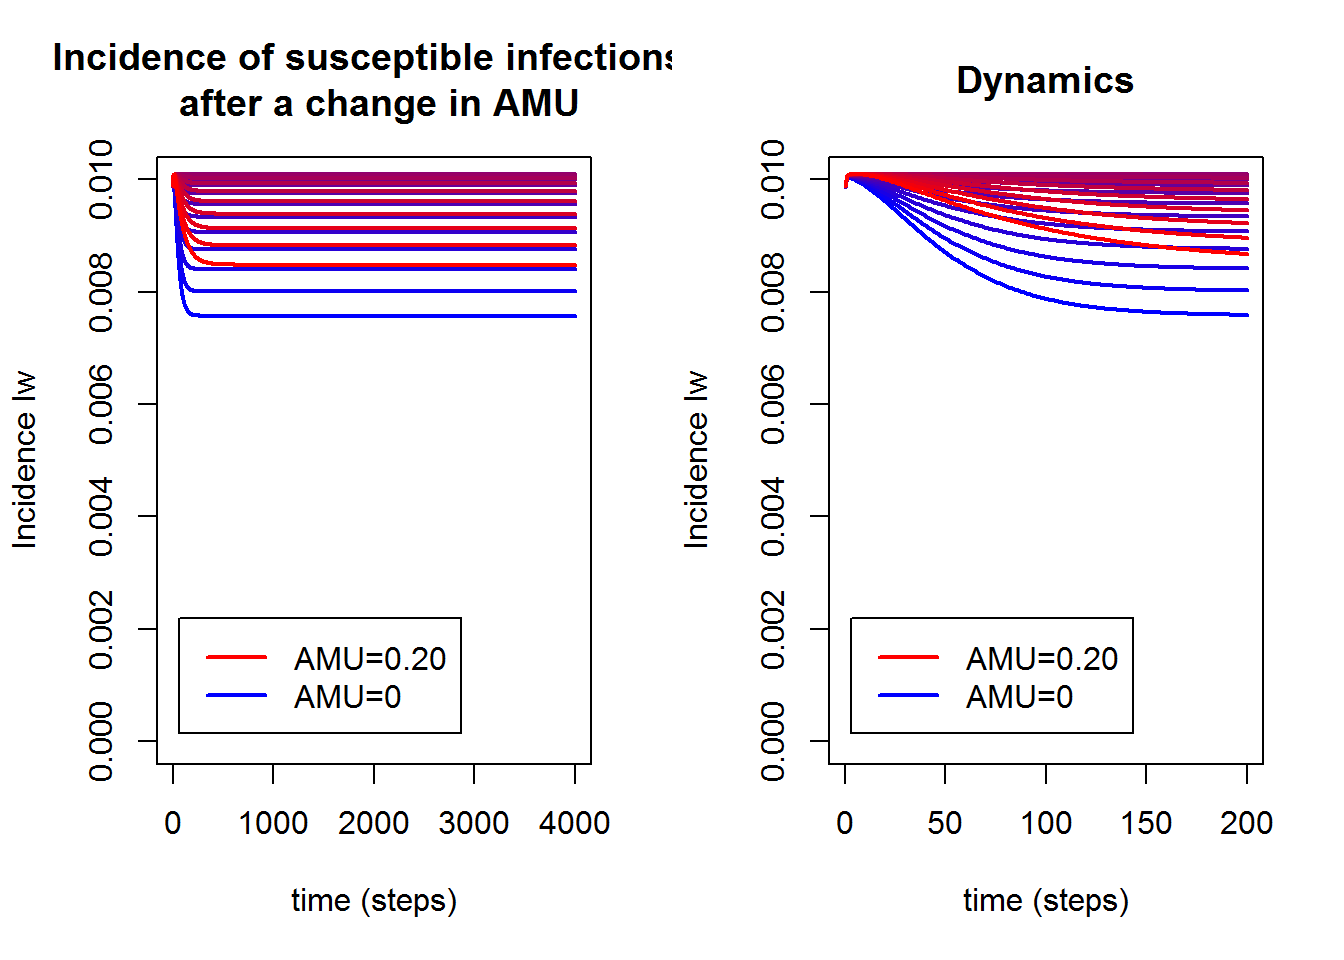 Incidence of susceptible infections
after a change in AMU
Incidence Iw
0.010
0.008
0.006
0.004
0.002
0.000
AMU=0.20
AMU=0
0 1000 2000 3000 4000
time (steps)
Dynamics
Incidence Iw
0.010
0.008
0.006
0.004
0.002
0.000
AMU=0.20
AMU=0
0 50 100 150 200
time (steps)